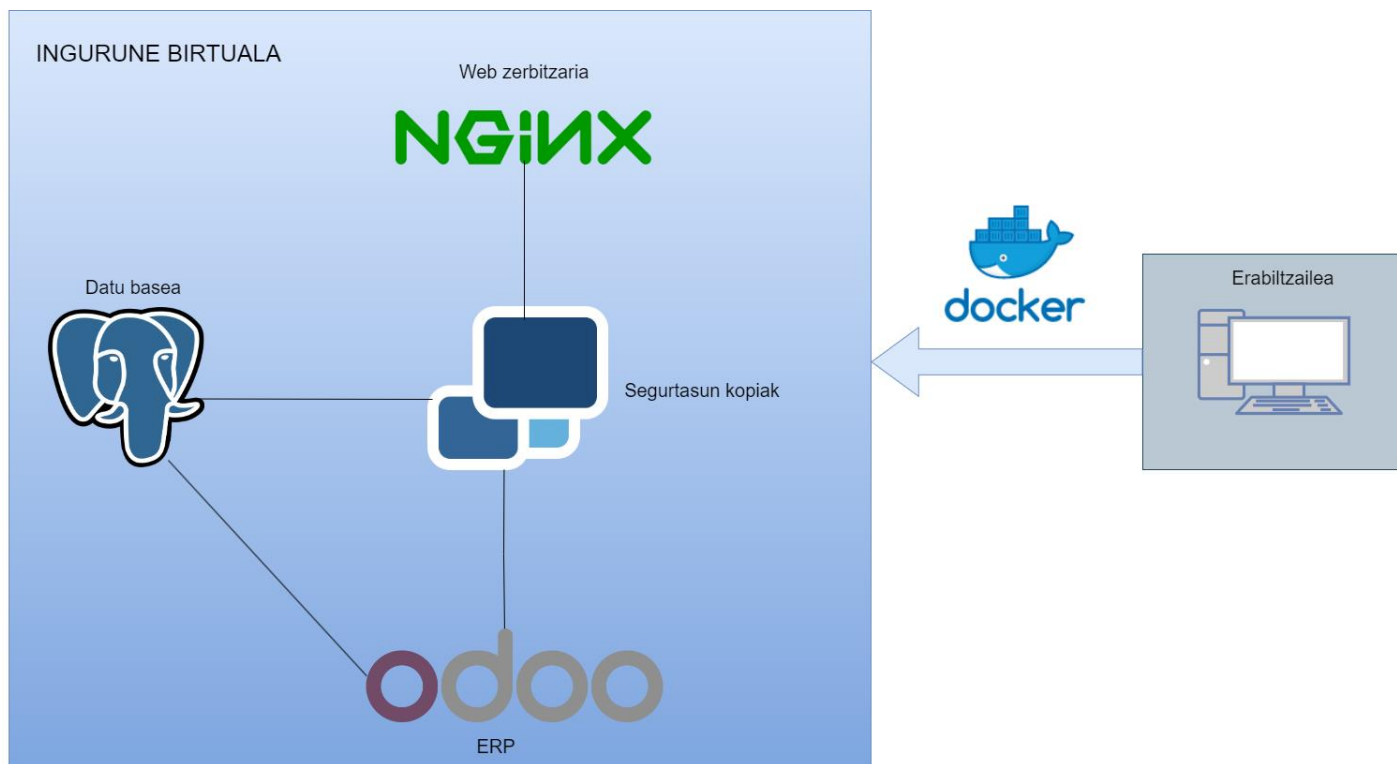 INGURUNE BIRTUALA
Web zerbitzaria
NGiNX
Datu basea
docker
Erabiltzailea
Segurtasun kopiak
odoo
ERP